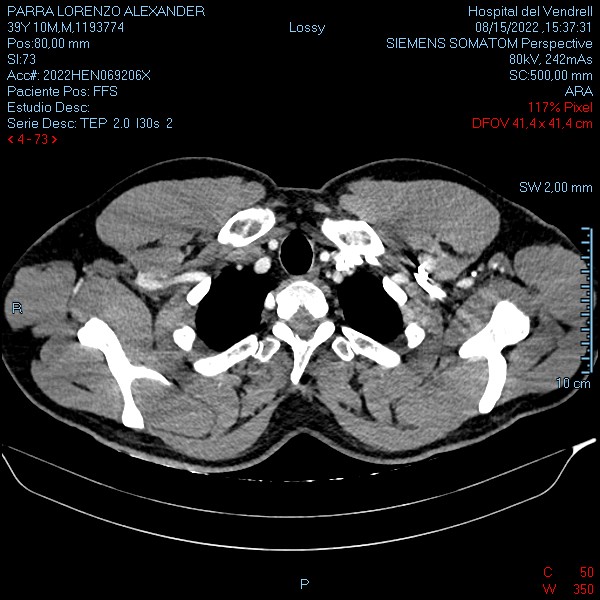 PARRA LORENZO ALEXANDER
39Y 10M,M,1193774
Pos:80,00 mm
SI:73
Acc#: 2022HEN069206X
Paciente Pos: FFS
Estudio Desc:
Serie Desc: TEP 2.0 I30s 2
< 4 - 73 >
Lossy
Hospital del Vendrell
08/15/2022 ,15:37:31
SIEMENS SOMATOM Perspective
80kV, 242mAs
SC:500,00 mm
ARA
117% Pixel
DFOV 41,4 x 41,4 cm
SW 2,00 mm
R
10 cm
P
C 50
W 350